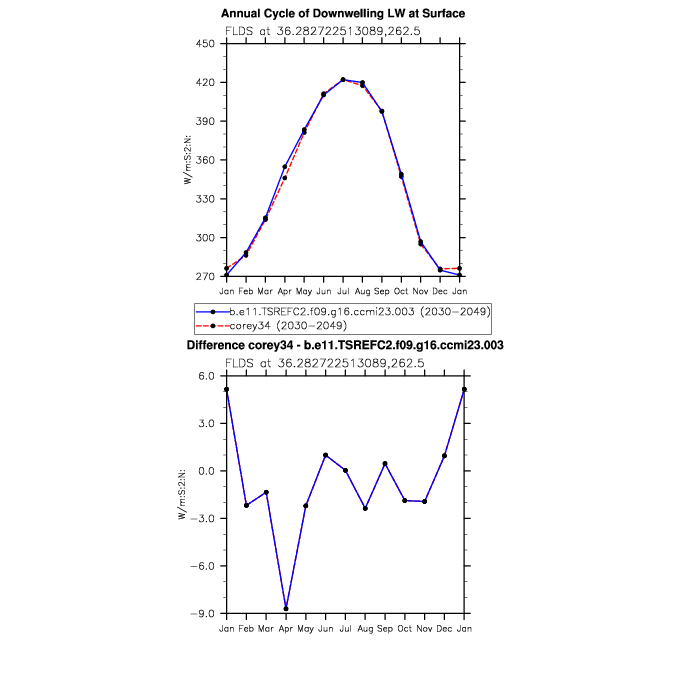 Annual Cycle of Downwelling LW at Surface
FLDS at 36.282722513089,262.5
450
420
390
360
330
300
270
W/m:S:2:N:
Jan Feb Mar Apr May Jun Jul Aug Sep Oct Nov Dec Jan
b.e11.TSREFC2.f09.g16.ccmi23.003 (2030-2049)
corey34 (2030-2049)
Difference corey34 - b.e11.TSREFC2.f09.g16.ccmi23.003
FLDS at 36.282722513089,262.5
6.0
3.0
0.0
-3.0
-6.0
-9.0
W/m:S:2:N:
Jan Feb Mar Apr May Jun Jul Aug Sep Oct Nov Dec Jan